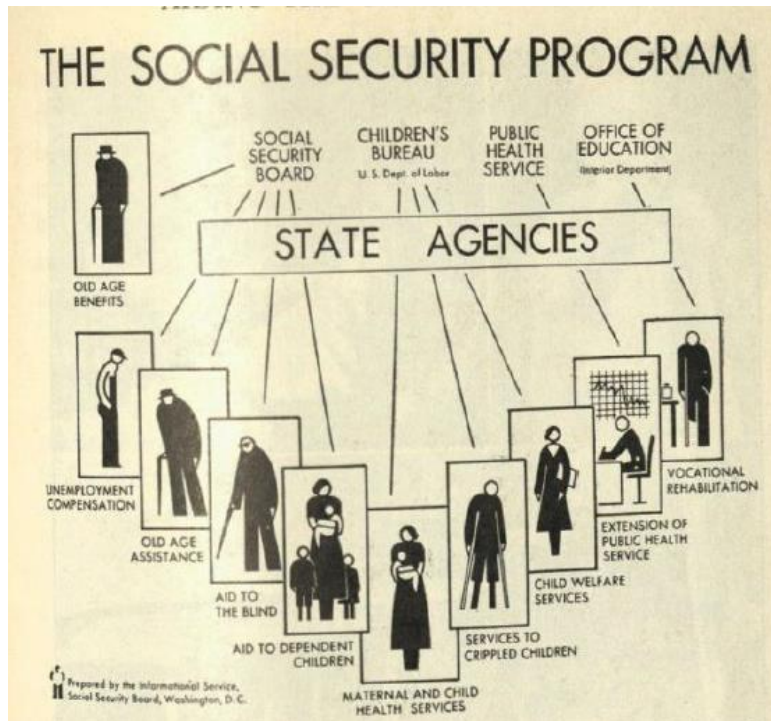 THE SOCIAL SECURITY PROGRAM
SOCIAL
SECURITY
BOARD
CHILDREN'S
BUREAU
U. S. Dept. of Labor
PUBLIC
HEALTH
SERVICE
OFFICE OF
EDUCATION
(Interior Department)
STATE AGENCIES
OLD AGE
BENEFITS
UNEMPLOYMENT
COMPENSATION
OLD AGE
ASSISTANCE
AID TO
THE BLIND
AID TO DEPENDENT
CHILDREN
MATERNAL AND CHILD
HEALTH SERVICES
SERVICES TO
CRIPPLED CHILDREN
CHILD WELFARE
SERVICES
EXTENSION OF
PUBLIC HEALTH
SERVICE
VOCATIONAL
REHABILITATION
Prepared by the Informational Service,
Social Security Board, Washington, D. C.